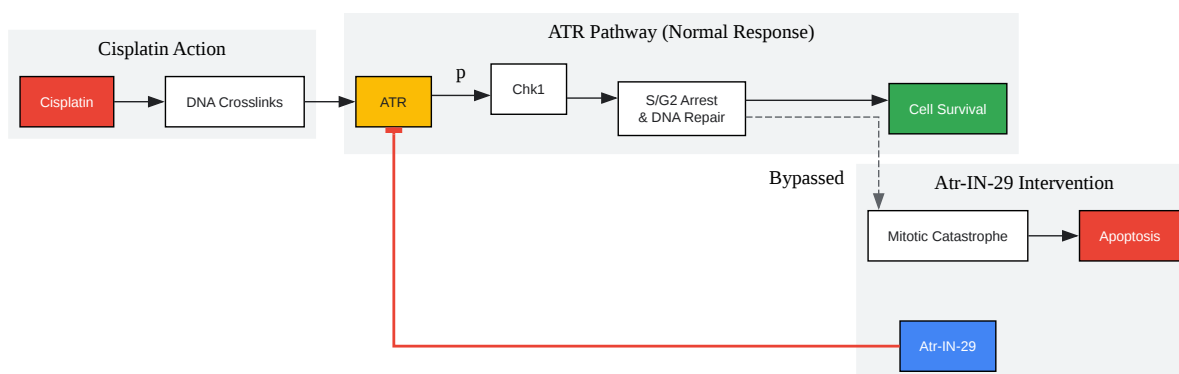 ATR Pathway (Normal Response)
Cisplatin Action
Cisplatin
DNA Crosslinks
ATR
p
Chk1
S/G2 Arrest
& DNA Repair
Cell Survival
Bypassed
Atr-IN-29 Intervention
Mitotic Catastrophe
Apoptosis
Atr-IN-29